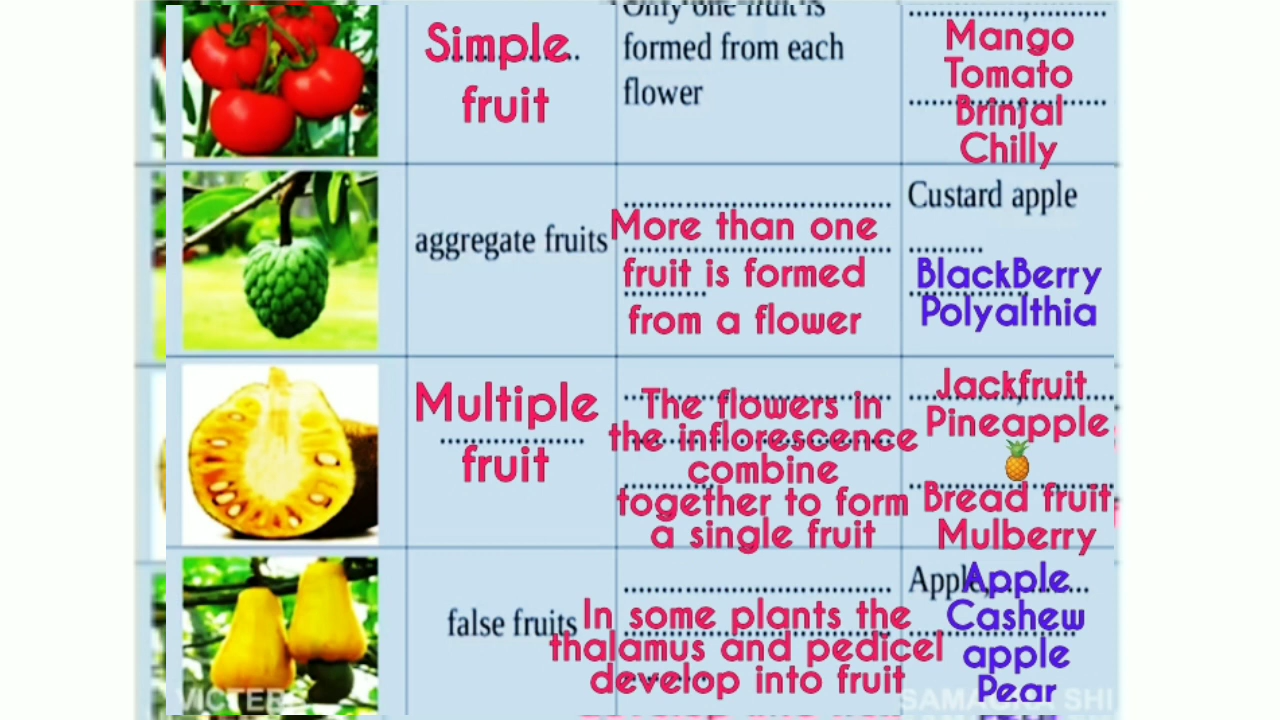 Simple
fruit
Only one fruit is
formed from each
flower
Mango
Tomato
Brinjal
Chilly
aggregate fruits
More than one
fruit is formed
from a flower
Custard apple
BlackBerry
Polyalthia
Multiple
fruit
The flowers in
the inflorescence
combine
together to form
a single fruit
Jackfruit
Pineapple
Bread fruit
Mulberry
false fruits
In some plants the
thalamus and pedicel
develop into fruit
Apple,
Apple
Cashew
apple
Pear
VICTERS
SAMAGRA SHI